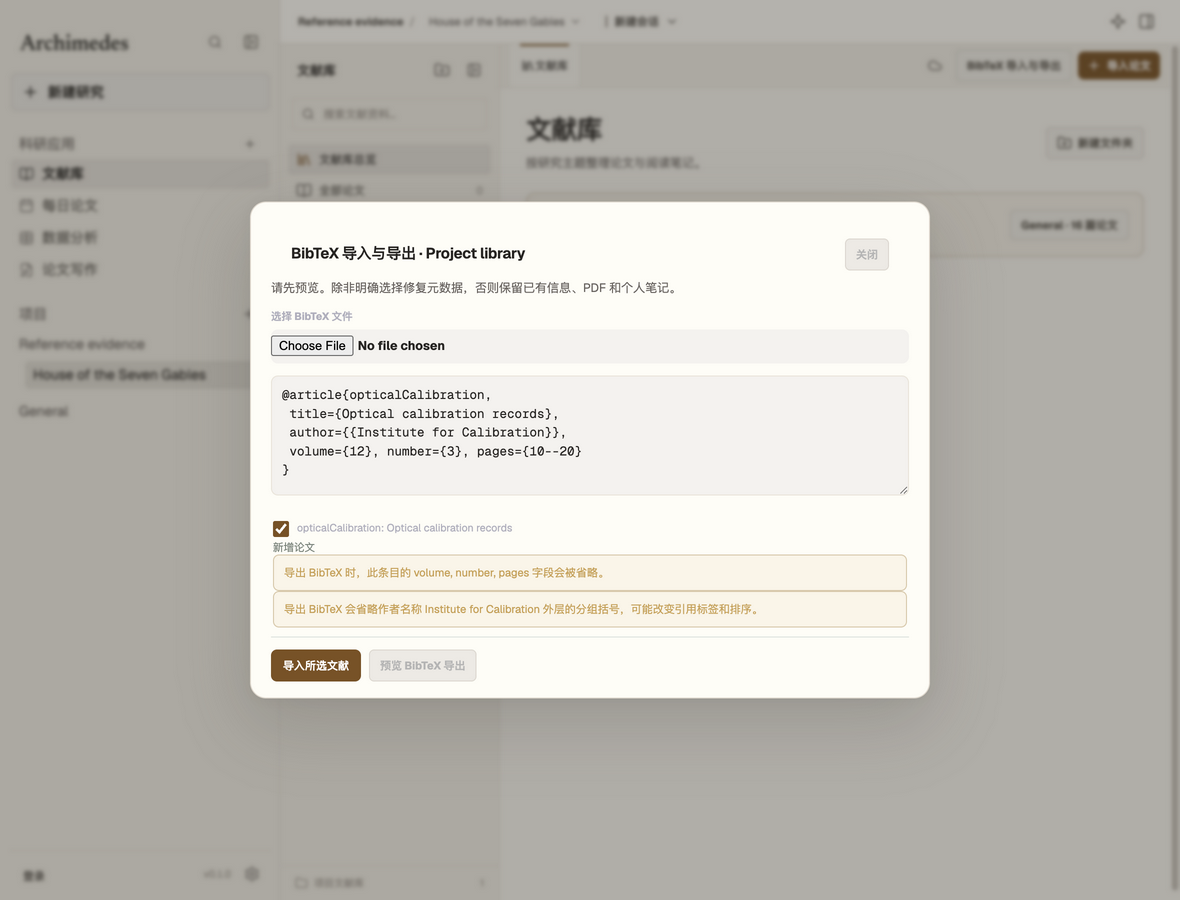 Archimedes
新建研究
科研应用
文献库
每日论文
数据分析
论文写作
项目
Reference evidence
House of the Seven Gables
General
登录
v0.1.0
Reference evidence / House of the Seven Gables
新建会话
文献库
搜索文献资料...
文献库总览
全部论文
项目文献库
文献库
BibTeX 导入与导出
导入论文
文献库
按研究主题整理论文与阅读笔记。
新建文件夹
General · 16 篇论文
BibTeX 导入与导出 · Project library
关闭
请先预览。除非明确选择修复元数据，否则保留已有信息、PDF 和个人笔记。
选择 BibTeX 文件
Choose File No file chosen
@article{opticalCalibration,
title={Optical calibration records},
author={{Institute for Calibration}},
volume={12}, number={3}, pages={10--20}
}
opticalCalibration: Optical calibration records
新增论文
导出 BibTeX 时，此条目的 volume, number, pages 字段会被省略。
导出 BibTeX 会省略作者名称 Institute for Calibration 外层的分组括号，可能改变引用标签和排序。
导入所选文献
预览 BibTeX 导出